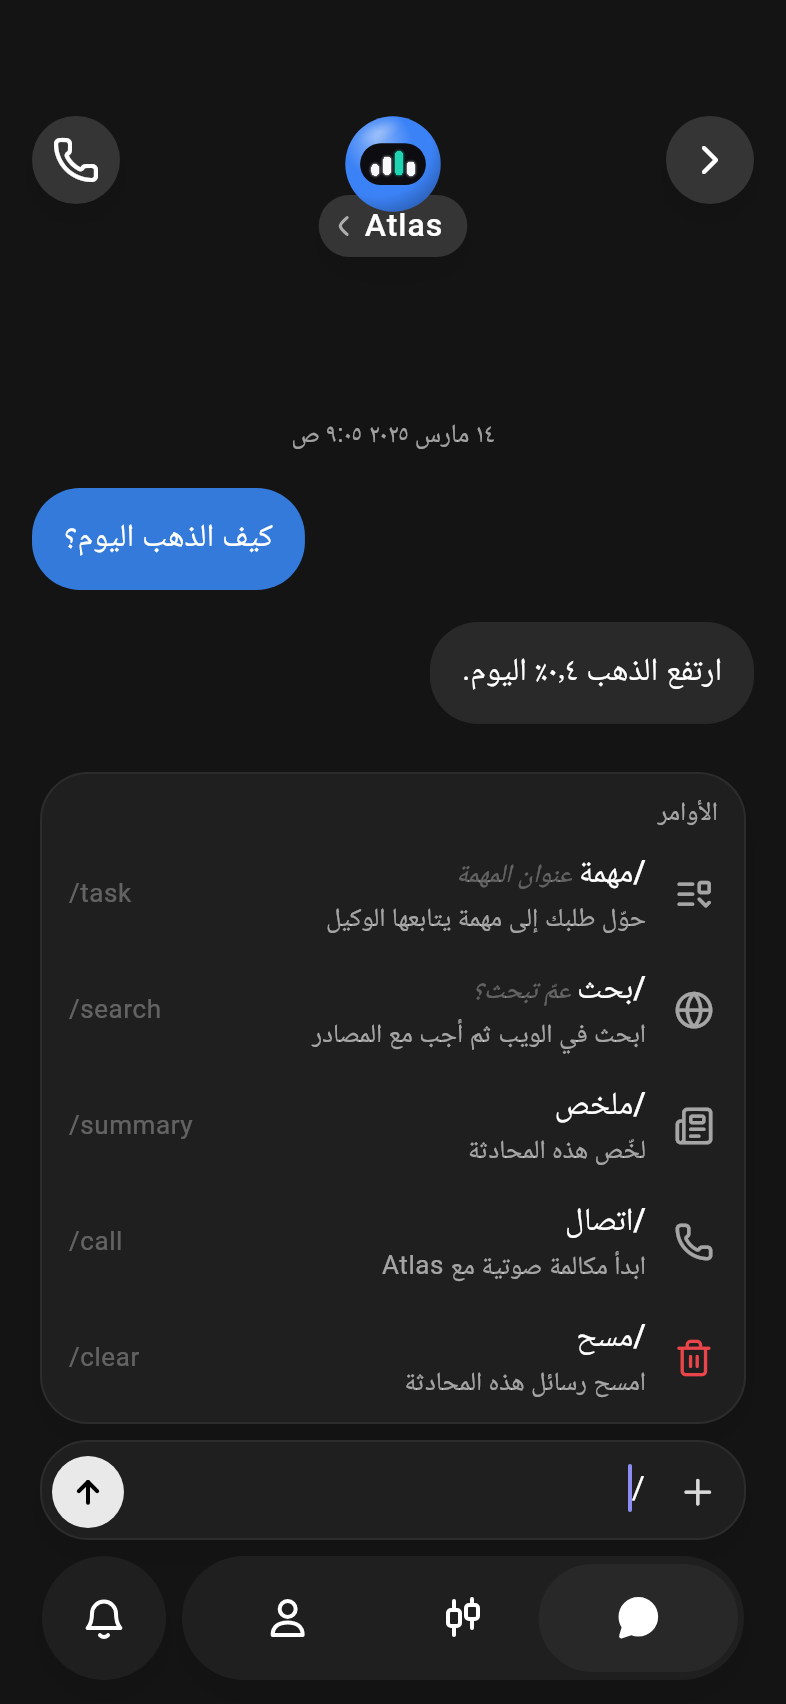 Atlas
١٤ مارس ٢٠٢٥ ٩:٠٥ ص
كيف الذهب اليوم؟
ارتفع الذهب ٠,٤٪ اليوم.
الأوامر
/مهمة عنوان المهمة
/task
حوّل طلبك إلى مهمة يتابعها الوكيل
/بحث عمّ تبحث؟
/search
ابحث في الويب ثم أجب مع المصادر
/ملخص
/summary
لخّص هذه المحادثة
/اتصال
/call
ابدأ مكالمة صوتية مع Atlas
/مسح
/clear
امسح رسائل هذه المحادثة
/